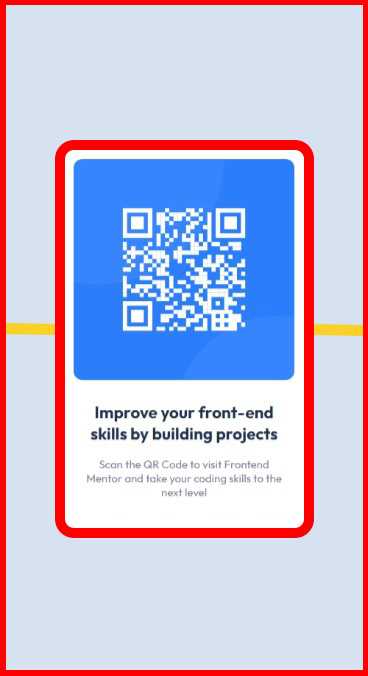 Improve your front-end
skills by building projects
Scan the QR Code to visit Frontend
Mentor and take your coding skills to the
next level